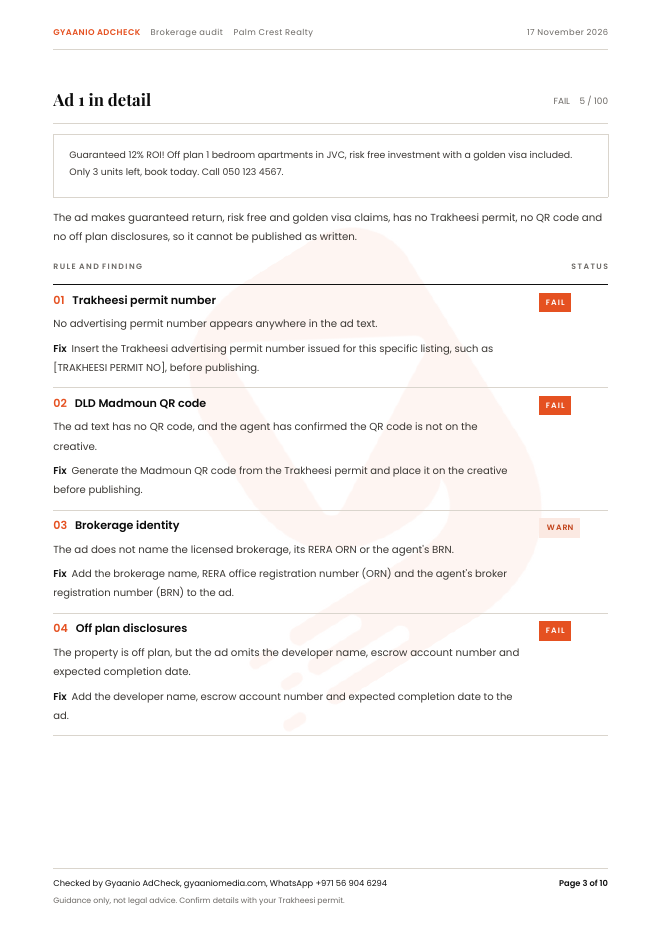 GYAANIO ADCHECK Brokerage audit Palm Crest Realty 17 November 2026
Ad 1 in detail FAIL 5 / 100
Guaranteed 12% ROI! Off plan 1 bedroom apartments in JVC, risk free investment with a golden visa included.
Only 3 units left, book today. Call 050 123 4567.
The ad makes guaranteed return, risk free and golden visa claims, has no Trakheesi permit, no QR code and
no off plan disclosures, so it cannot be published as written.
RULE AND FINDING STATUS
01 Trakheesi permit number FAIL
No advertising permit number appears anywhere in the ad text.
Fix Insert the Trakheesi advertising permit number issued for this specific listing, such as
[TRAKHEESI PERMIT NO], before publishing.
02 DLD Madmoun QR code FAIL
The ad text has no QR code, and the agent has confirmed the QR code is not on the
creative.
Fix Generate the Madmoun QR code from the Trakheesi permit and place it on the creative
before publishing.
03 Brokerage identity WARN
The ad does not name the licensed brokerage, its RERA ORN or the agent's BRN.
Fix Add the brokerage name, RERA office registration number (ORN) and the agent's broker
registration number (BRN) to the ad.
04 Off plan disclosures FAIL
The property is off plan, but the ad omits the developer name, escrow account number and
expected completion date.
Fix Add the developer name, escrow account number and expected completion date to the
ad.
Checked by Gyaanio AdCheck, gyaaniomedia.com, WhatsApp +971 56 904 6294 Page 3 of 10
Guidance only, not legal advice. Confirm details with your Trakheesi permit.